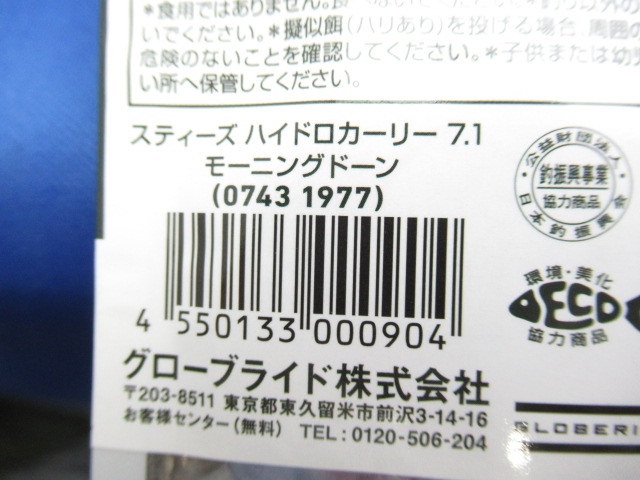 *食用ではありません。
いでください。*擬似餌(ハリあり)を投げる場合、周囲の
危険のないことを確認してください。*子供または幼
い所へ保管してください。
スティーズ ハイドロカーリー 7.1
モーニングドーン
(0743 1977)
4 550133 000904
グローブライド株式会社
〒203-8511 東京都東久留米市前沢3-14-16
お客様センター(無料) TEL:0120-506-204
公益財団法人
釣振興事業
協力商品
日本釣振興会
環境・美化
DECO
協力商品
GLOBERI